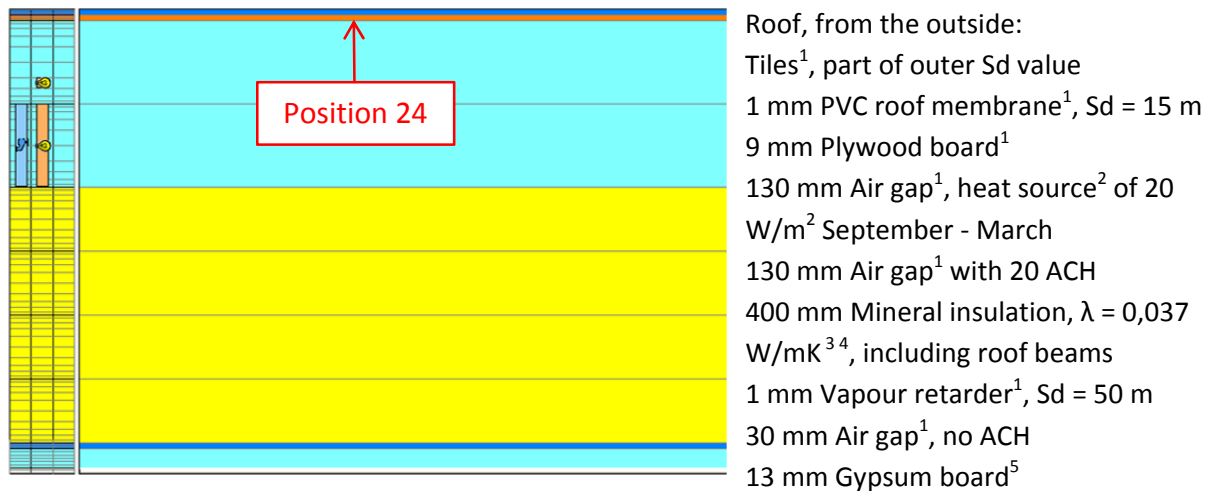 Position 24
Roof, from the outside:
Tiles¹, part of outer Sd value
1 mm PVC roof membrane¹, Sd = 15 m
9 mm Plywood board¹
130 mm Air gap¹, heat source² of 20
W/m² September - March
130 mm Air gap¹ with 20 ACH
400 mm Mineral insulation, λ = 0,037
W/mK³ ⁴, including roof beams
1 mm Vapour retarder¹, Sd = 50 m
30 mm Air gap¹, no ACH
13 mm Gypsum board⁵